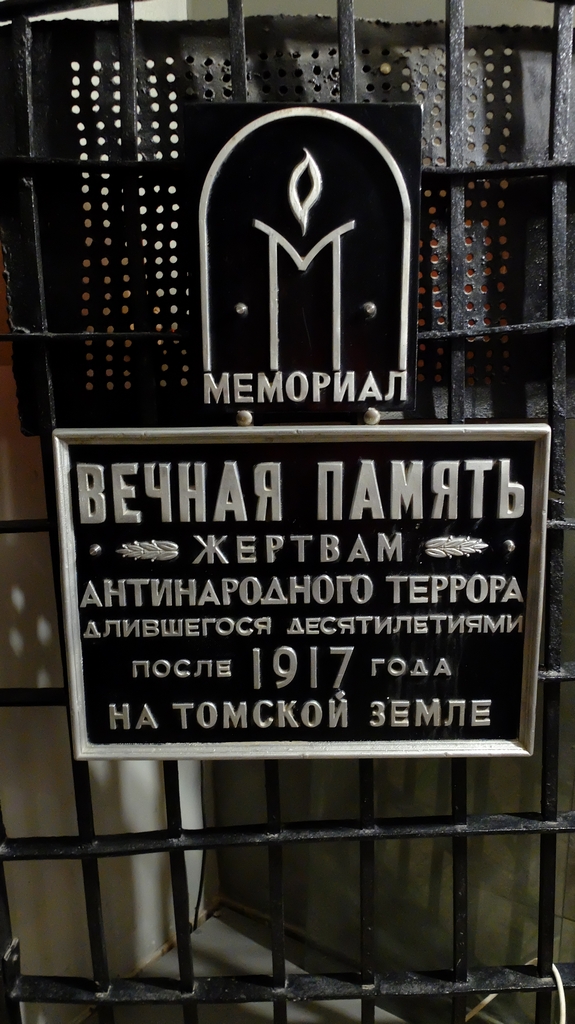 МЕМОРИАЛ
ВЕЧНАЯ ПАМЯТЬ
ЖЕРТВАМ
АНТИНАРОДНОГО ТЕРРОРА
ДЛИВШЕГОСЯ ДЕСЯТИЛЕТИЯМИ
ПОСЛЕ 1917 ГОДА
НА ТОМСКОЙ ЗЕМЛЕ